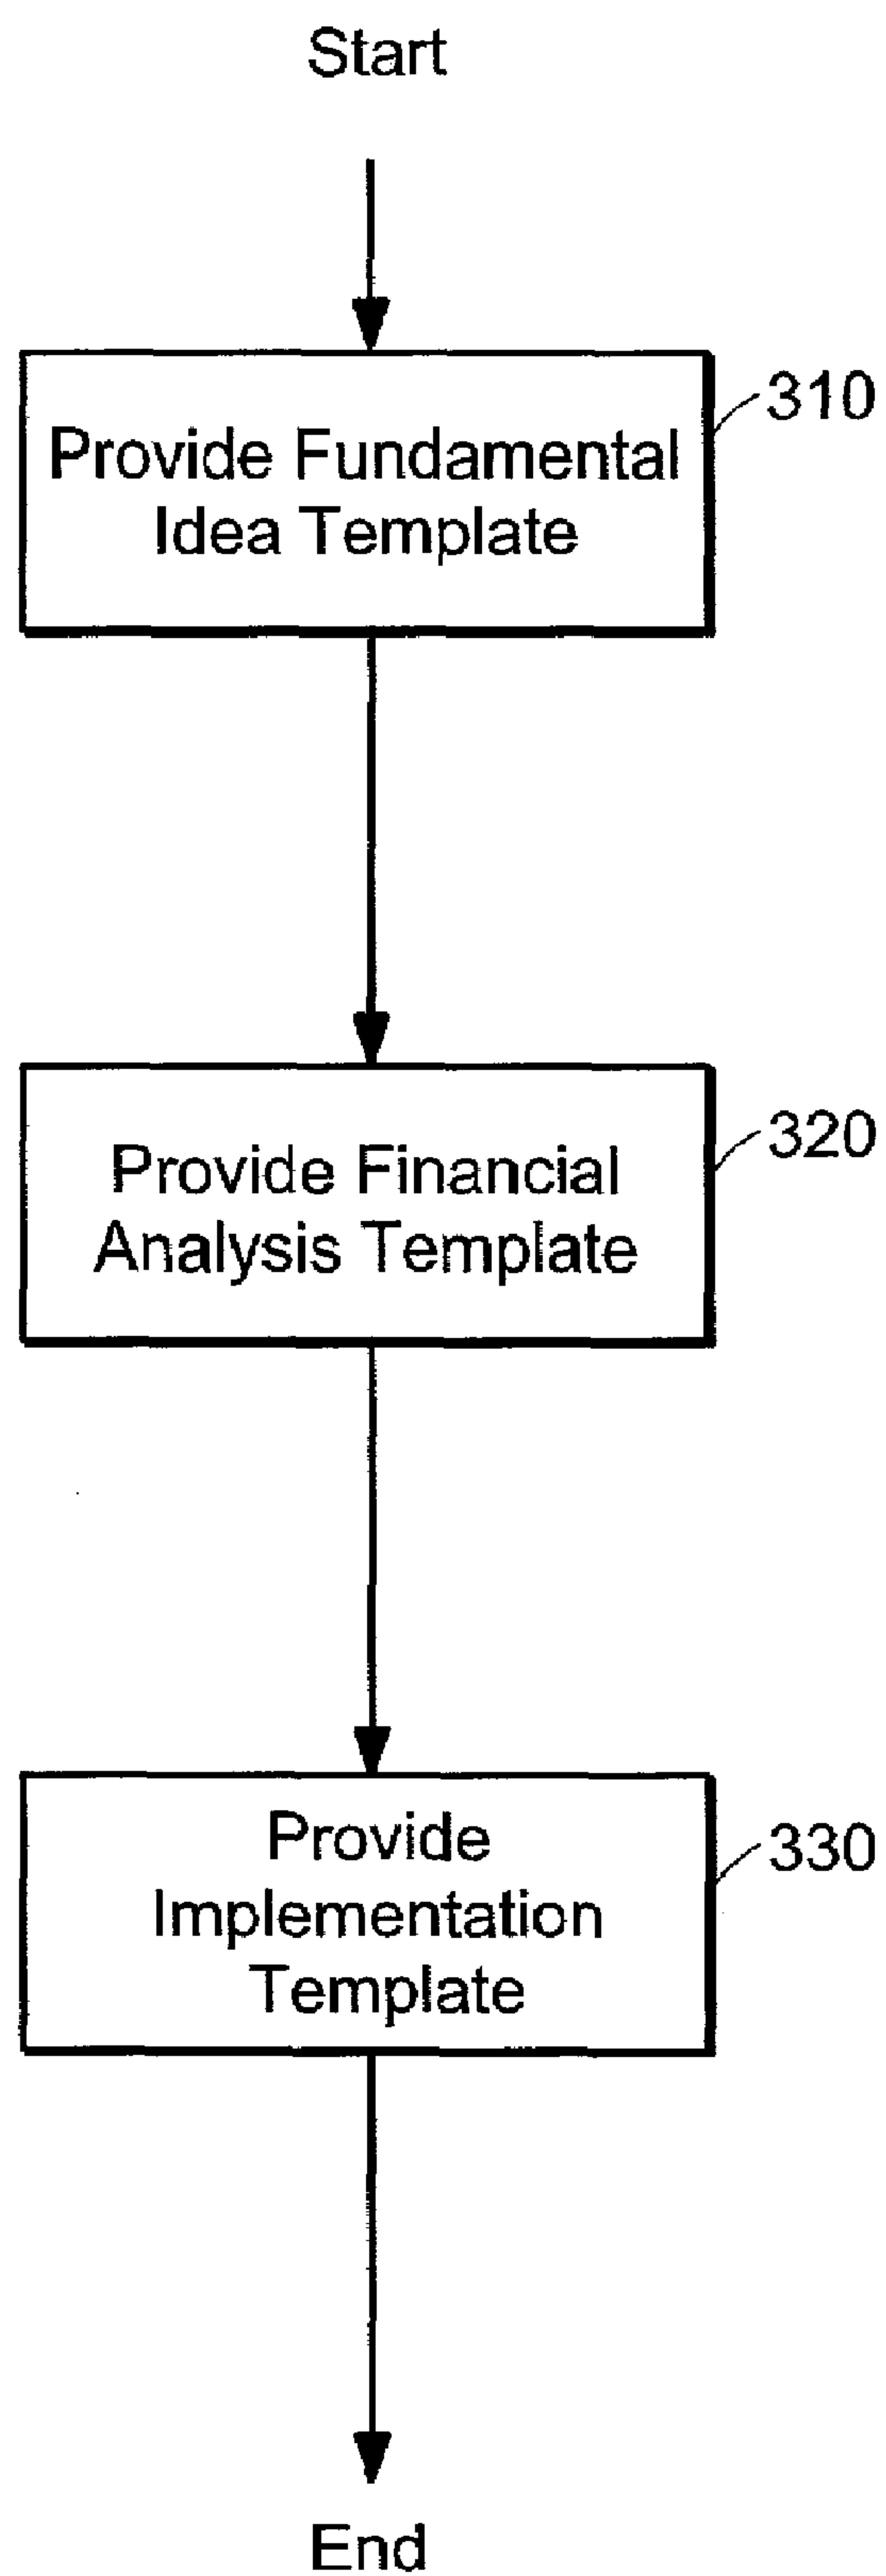 Start
310
Provide Fundamental
Idea Template
320
Provide Financial
Analysis Template
330
Provide
Implementation
Template
End